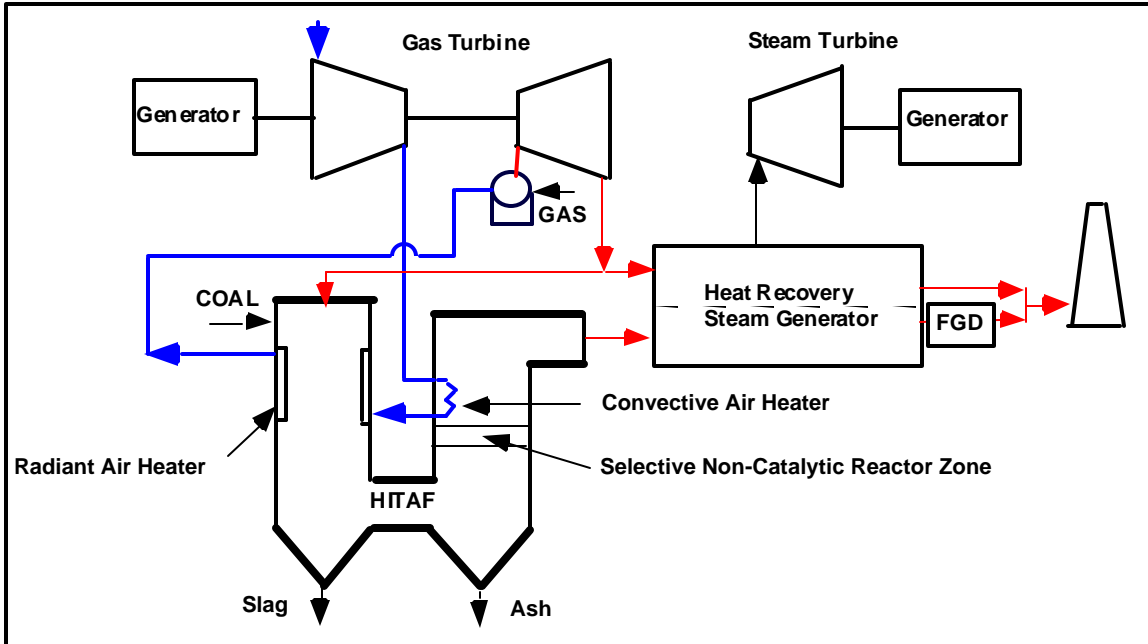 Gas Turbine
Steam Turbine
Generator
Generator
GAS
COAL
Heat Recovery
Steam Generator
FGD
Convective Air Heater
Radiant Air Heater
Selective Non-Catalytic Reactor Zone
HITAF
Slag
Ash